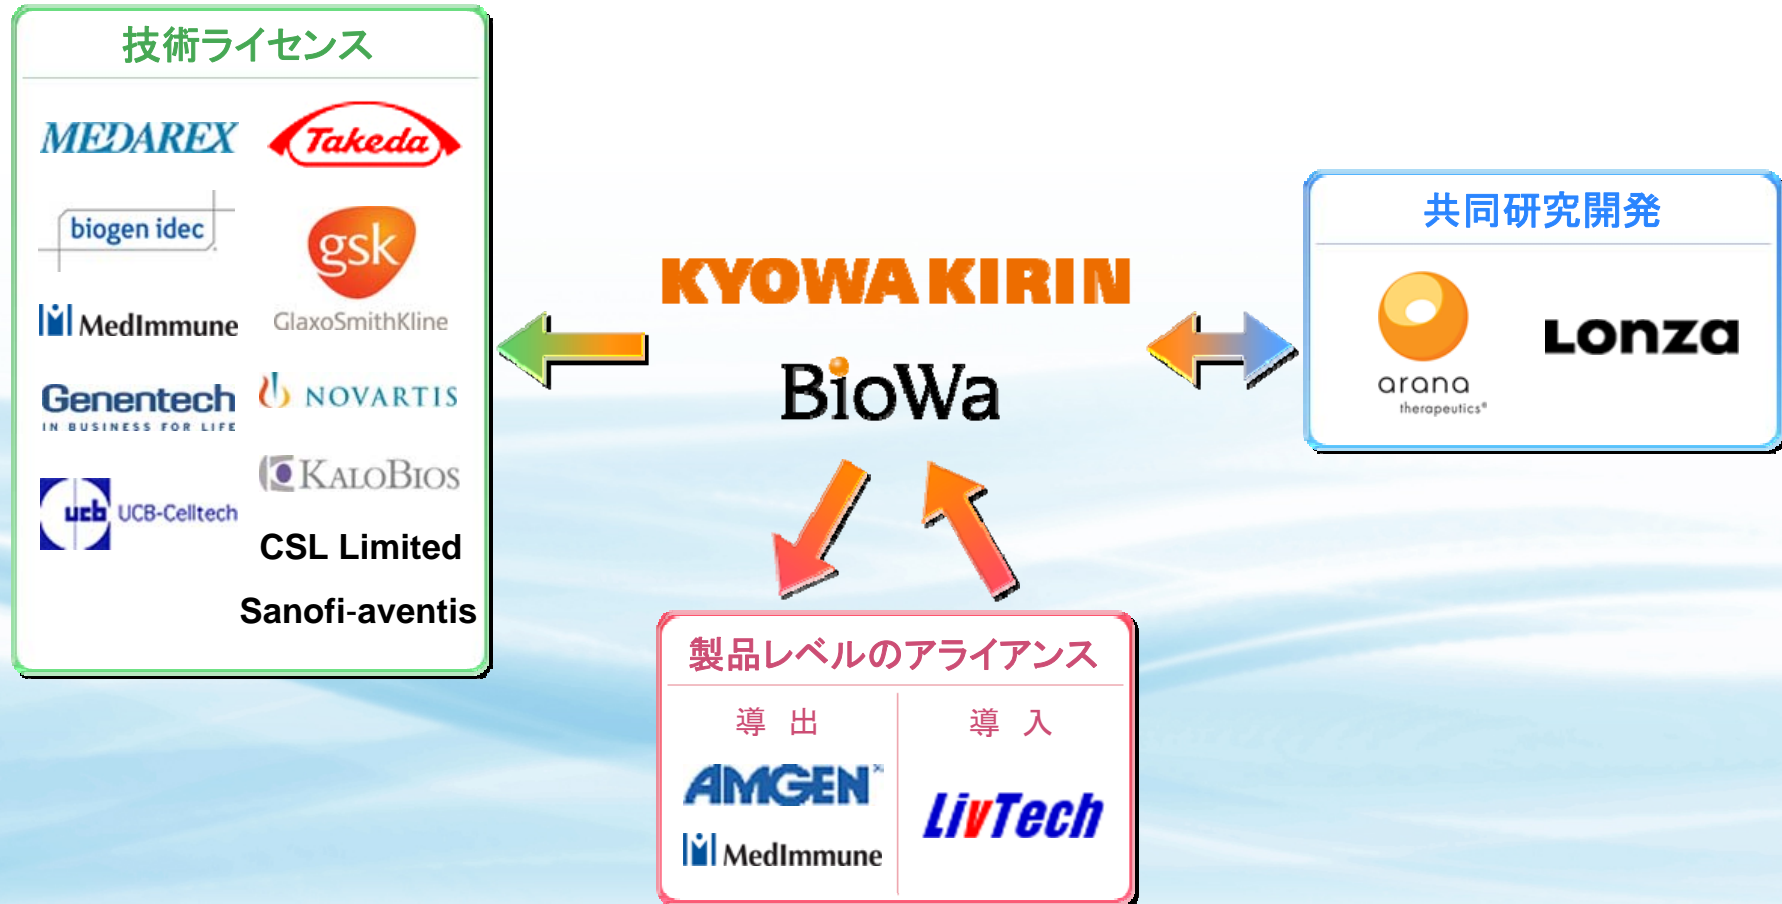 技術ライセンス
MEDAREX
Takeda
biogen idec
gsk
GlaxoSmithKline
MedImmune
Genentech
IN BUSINESS FOR LIFE
NOVARTIS
KALOBIOS
ucb UCB-Celltech
CSL Limited
Sanofi-aventis
KYOWA KIRIN
BioWa
共同研究開発
arana
therapeutics®
Lonza
製品レベルのアライアンス
導 出
AMGEN
MedImmune
導 入
LivTech